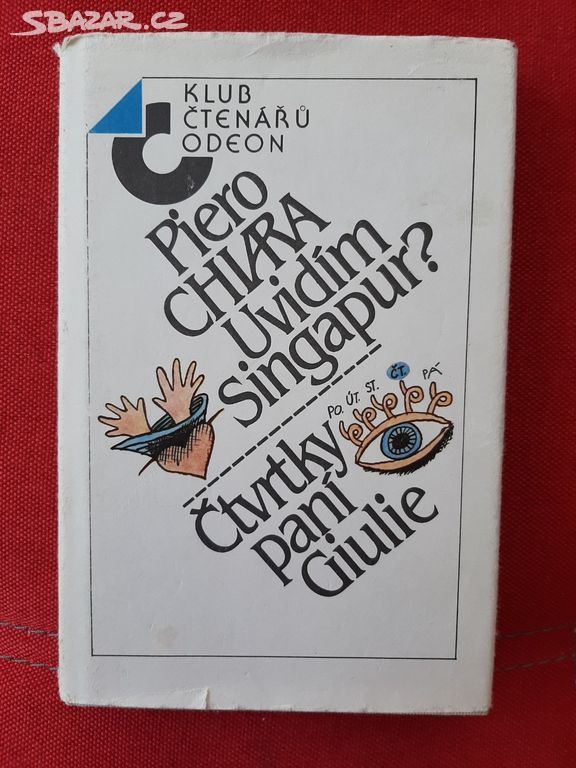 SBAZAR.CZ
KLUB
ČTENÁŘŮ
ODEON
Piero
CHIARA
Uvidím
Singapur?
PO. ÚT. ST. ČT. PÁ
Čtvrtky
paní
Giulie